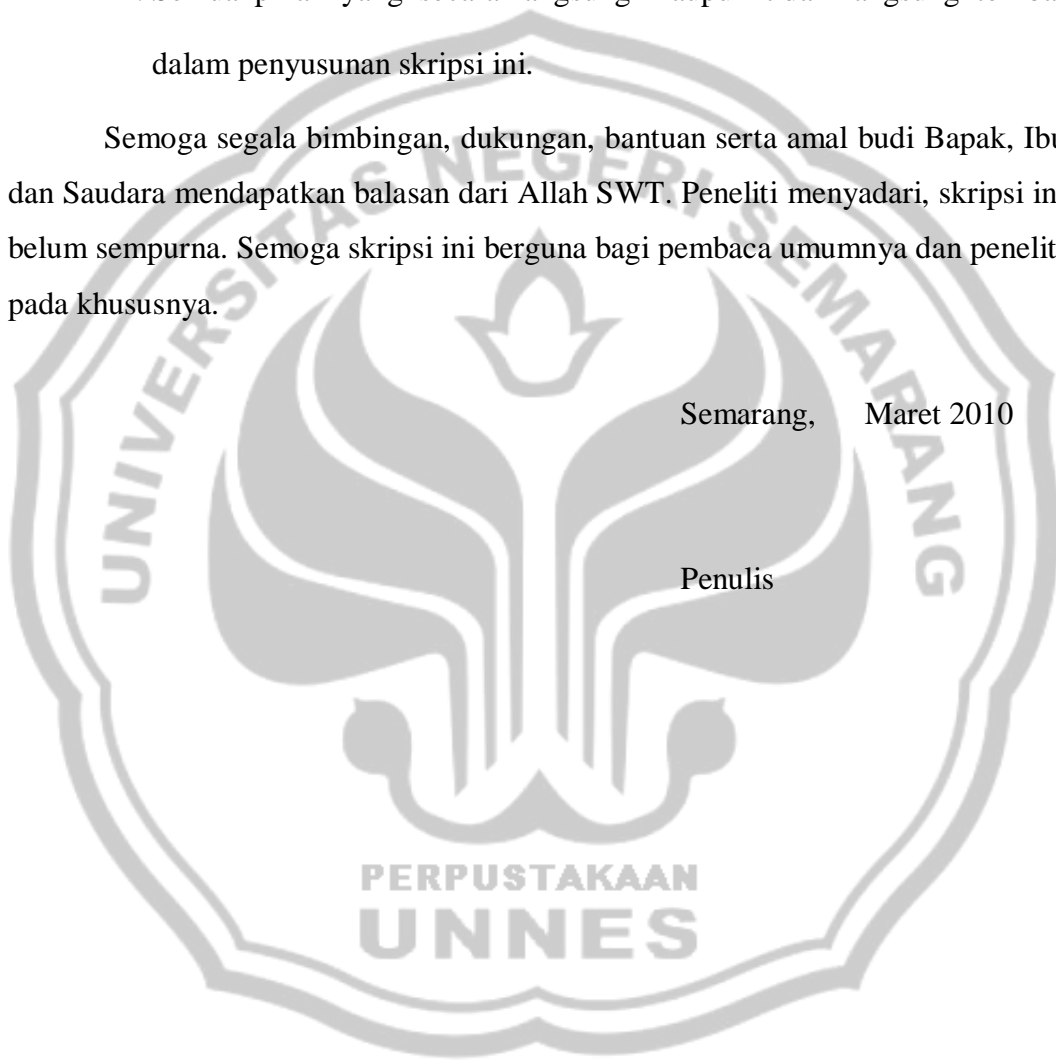 dalam penyusunan skripsi ini.
Semoga segala bimbingan, dukungan, bantuan serta amal budi Bapak, Ibu
dan Saudara mendapatkan balasan dari Allah SWT. Peneliti menyadari, skripsi in
belum sempurna. Semoga skripsi ini berguna bagi pembaca umumnya dan penelit
pada khususnya.
Semarang, Maret 2010
Penulis
UNIVERSITAS NEGERI SEMARANG
PERPUSTAKAAN
UNNES